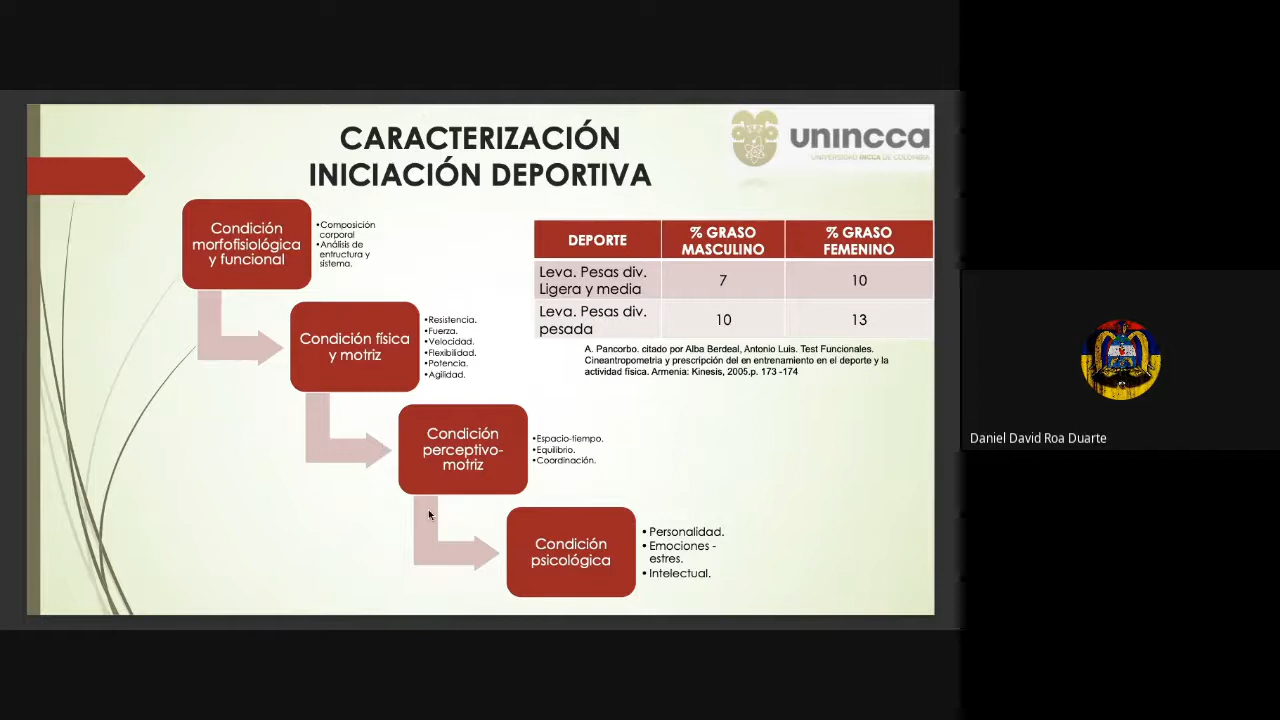 CARACTERIZACIÓN
INICIACIÓN DEPORTIVA
unincca
UNIVERSIDAD INCCA DE COLOMBIA
Condición
morfofisiológica
y funcional
•Composición
corporal
•Análisis de
entructura y
sistema.
Condición física
y motriz
•Resistencia.
•Fuerza.
•Velocidad.
•Flexibilidad.
•Potencia.
•Agilidad.
Condición
perceptivo-
motriz
•Espacio-tiempo.
•Equilibrio.
•Coordinación.
Condición
psicológica
• Personalidad.
• Emociones -
estres.
• Intelectual.
DEPORTE
% GRASO
MASCULINO
% GRASO
FEMENINO
Leva. Pesas div.
Ligera y media
7
10
Leva. Pesas div.
pesada
10
13
A. Pancorbo. citado por Alba Berdeal, Antonio Luis. Test Funcionales.
Cineantropometria y prescripción del en entrenamiento en el deporte y la
actividad física. Armenia: Kinesis, 2005.p. 173 -174
Daniel David Roa Duarte